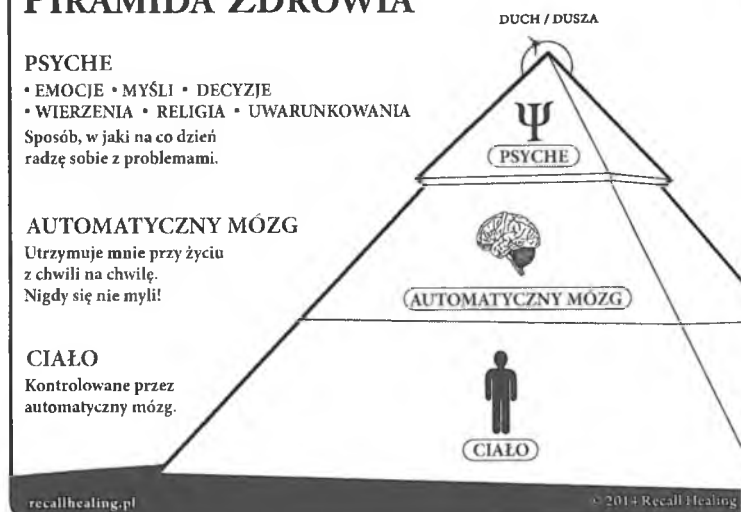 PIRAMIDA ZDROWIA
DUCH / DUSZA
PSYCHE
• EMOCJE • MYŚLI • DECYZJE
• WIERZENIA • RELIGIA • UWARUNKOWANIA
Sposób, w jaki na co dzień
radzę sobie z problemami.
Ψ
PSYCHE
AUTOMATYCZNY MÓZG
Utrzymuje mnie przy życiu
z chwili na chwilę.
Nigdy się nie myli!
AUTOMATYCZNY MÓZG
CIAŁO
Kontrolowane przez
automatyczny mózg.
CIAŁO
recallhealing.pl
© 2014 Recall Healing